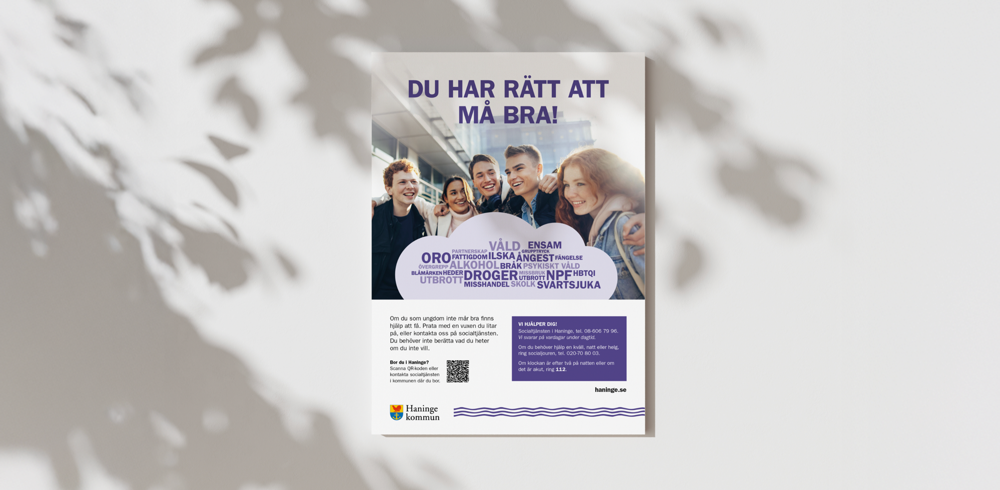 DU HAR RÄTT ATT
MÅ BRA!
VÅLD ENSAM
PARTNERSKAP GRUPPTRYCK
ORO FATTIGDOM ILSKA ÅNGEST FÄNGELSE
ÖVERGREPP ALKOHOL BRÅK PSYKISKT VÅLD
BLÅMÄRKEN HEDER DROGER MISSBRUK NPF HBTQI
UTBROTT UTBROTT
MISSHANDEL SKOLK SVARTSJUKA
Om du som ungdom inte mår bra finns
hjälp att få. Prata med en vuxen du litar
på, eller kontakta oss på socialtjänsten.
Du behöver inte berätta vad du heter
om du inte vill.
Bor du i Haninge?
Scanna QR-koden eller
kontakta socialtjänsten
i kommunen där du bor.
VI HJÄLPER DIG!
Socialtjänsten i Haninge, tel. 08-606 79 96.
Vi svarar på vardagar under dagtid.
Om du behöver hjälp en kväll, natt eller helg,
ring socialjouren, tel. 020-70 80 03.
Om klockan är efter två på natten eller om
det är akut, ring 112.
haninge.se
Haninge
kommun